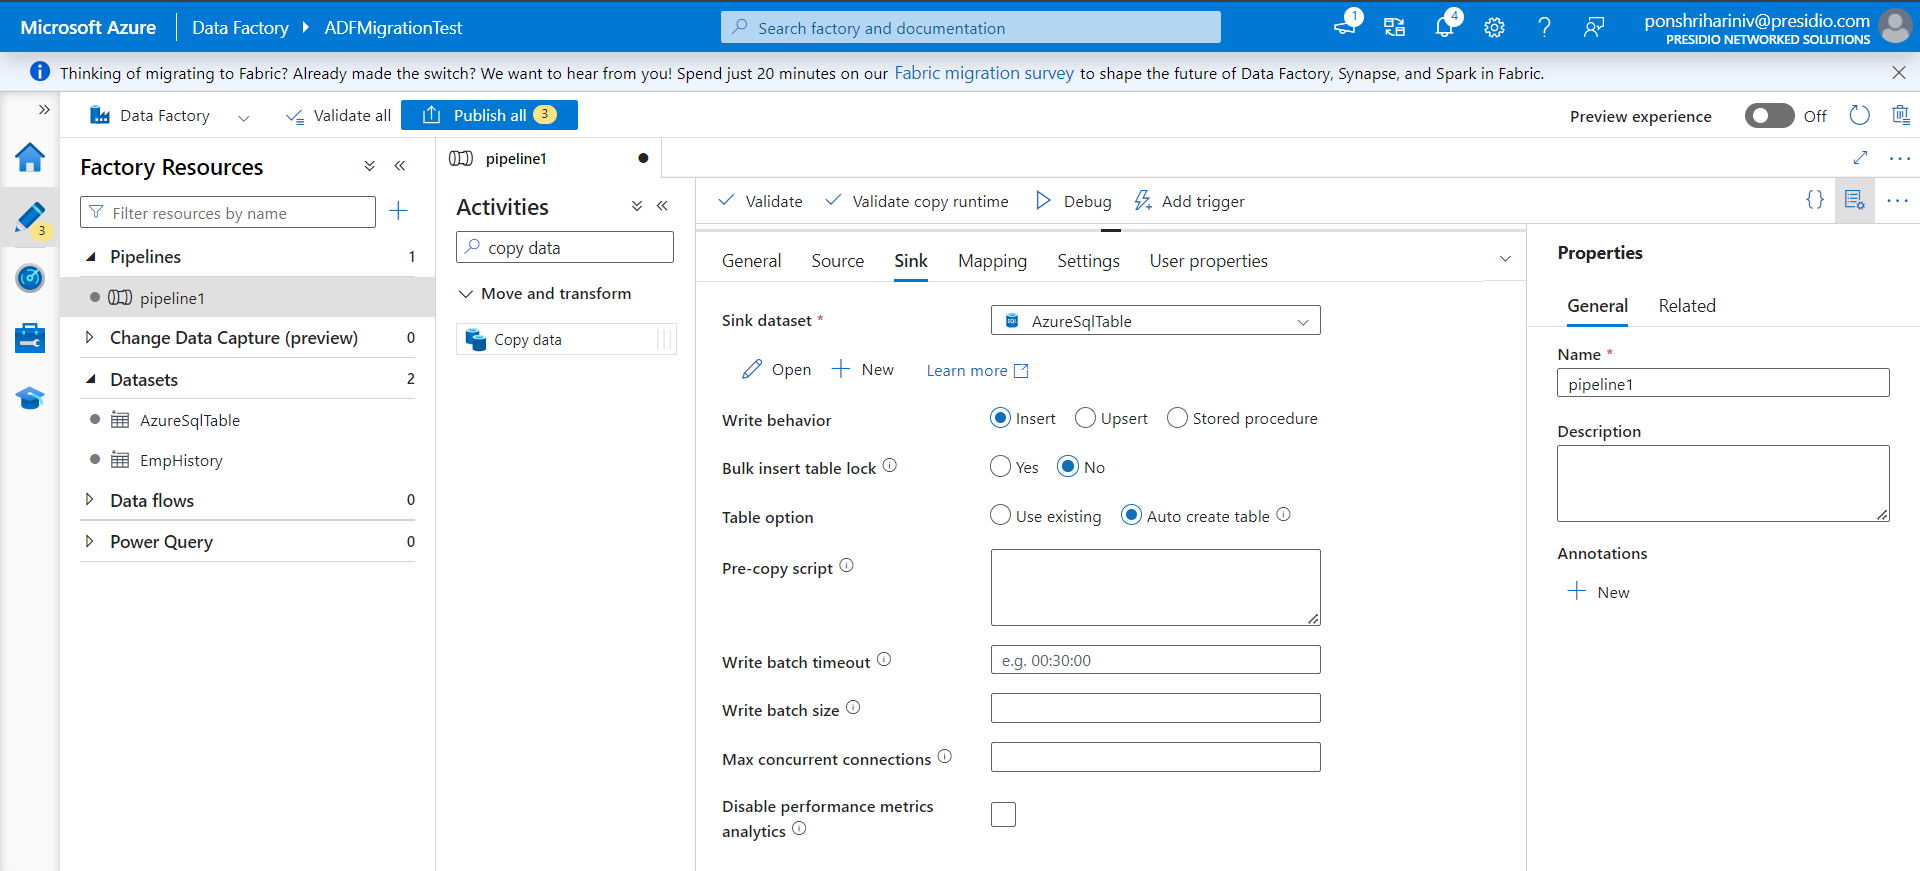 Microsoft Azure
Data Factory
ADFMigrationTest
Search factory and documentation
1
4
ponshrihariniv@presidio.com
PRESIDIO NETWORKED SOLUTIONS
Thinking of migrating to Fabric? Already made the switch? We want to hear from you! Spend just 20 minutes on our Fabric migration survey to shape the future of Data Factory, Synapse, and Spark in Fabric.
Data Factory
Validate all
Publish all 3
Preview experience
Off
Factory Resources
Filter resources by name
3
Pipelines 1
pipeline1
Change Data Capture (preview) 0
Datasets 2
AzureSqlTable
EmpHistory
Data flows 0
Power Query 0
pipeline1
Activities
copy data
Move and transform
Copy data
Validate
Validate copy runtime
Debug
Add trigger
General
Source
Sink
Mapping
Settings
User properties
Sink dataset *
SQL
AzureSqlTable
Open
New
Learn more
Write behavior
Insert
Upsert
Stored procedure
Bulk insert table lock
Yes
No
Table option
Use existing
Auto create table
Pre-copy script
Write batch timeout
e.g. 00:30:00
Write batch size
Max concurrent connections
Disable performance metrics
analytics
Properties
General
Related
Name *
pipeline1
Description
Annotations
New